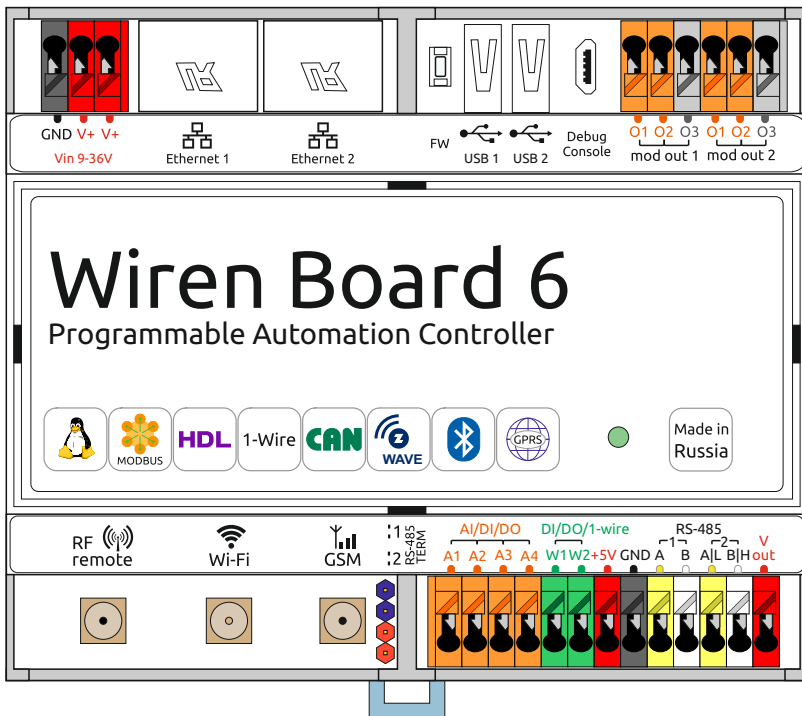 GND V+ V+
Vin 9-36V
Ethernet 1
Ethernet 2
FW
USB 1
USB 2
Debug
Console
O1 O2 O3
mod out 1
O1 O2 O3
mod out 2
Wiren Board 6
Programmable Automation Controller
MODBUS
HDL
1-Wire
CAN
Z
WAVE
GPRS
Made in
Russia
RF
remote
Wi-Fi
GSM
1
2
RS-485
TERM
AI/DI/DO
A1 A2 A3 A4
DI/DO/1-wire
W1 W2 +5V GND
RS-485
1
A B
2
A|L B|H
V
out